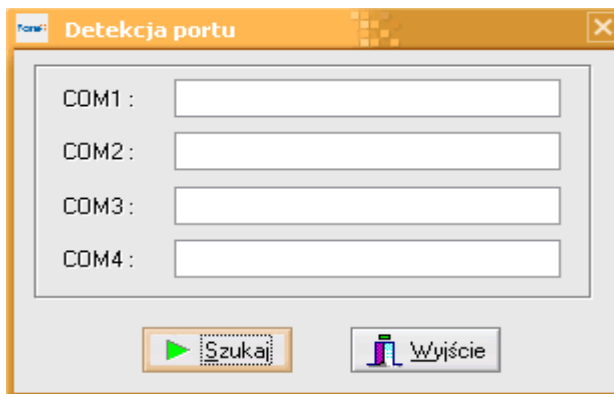 Detekcja portu
COM1 :
COM2 :
COM3 :
COM4 :
Szukaj
Wyjście